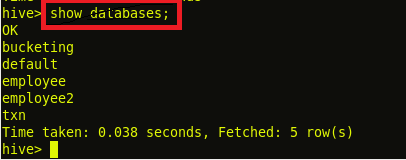 hive> show databases;
OK
bucketing
default
employee
employee2
txn
Time taken: 0.038 seconds, Fetched: 5 row(s)
hive>